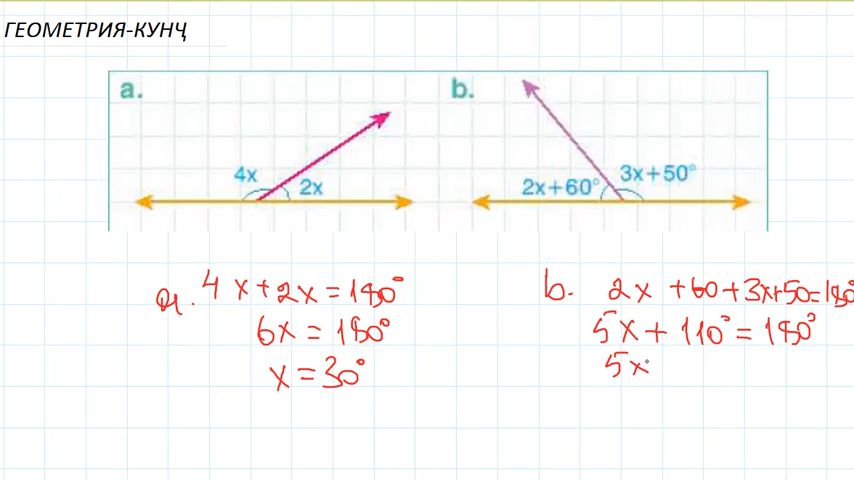 ГЕОМЕТРИЯ-КУНҶ
a.
b.
4x
2x
2x+60°
3x+50°
a. 4x+2x=180°
6x=180°
x=30°
b. 2x+60+3x+50=180°
5x+110°=180°
5x